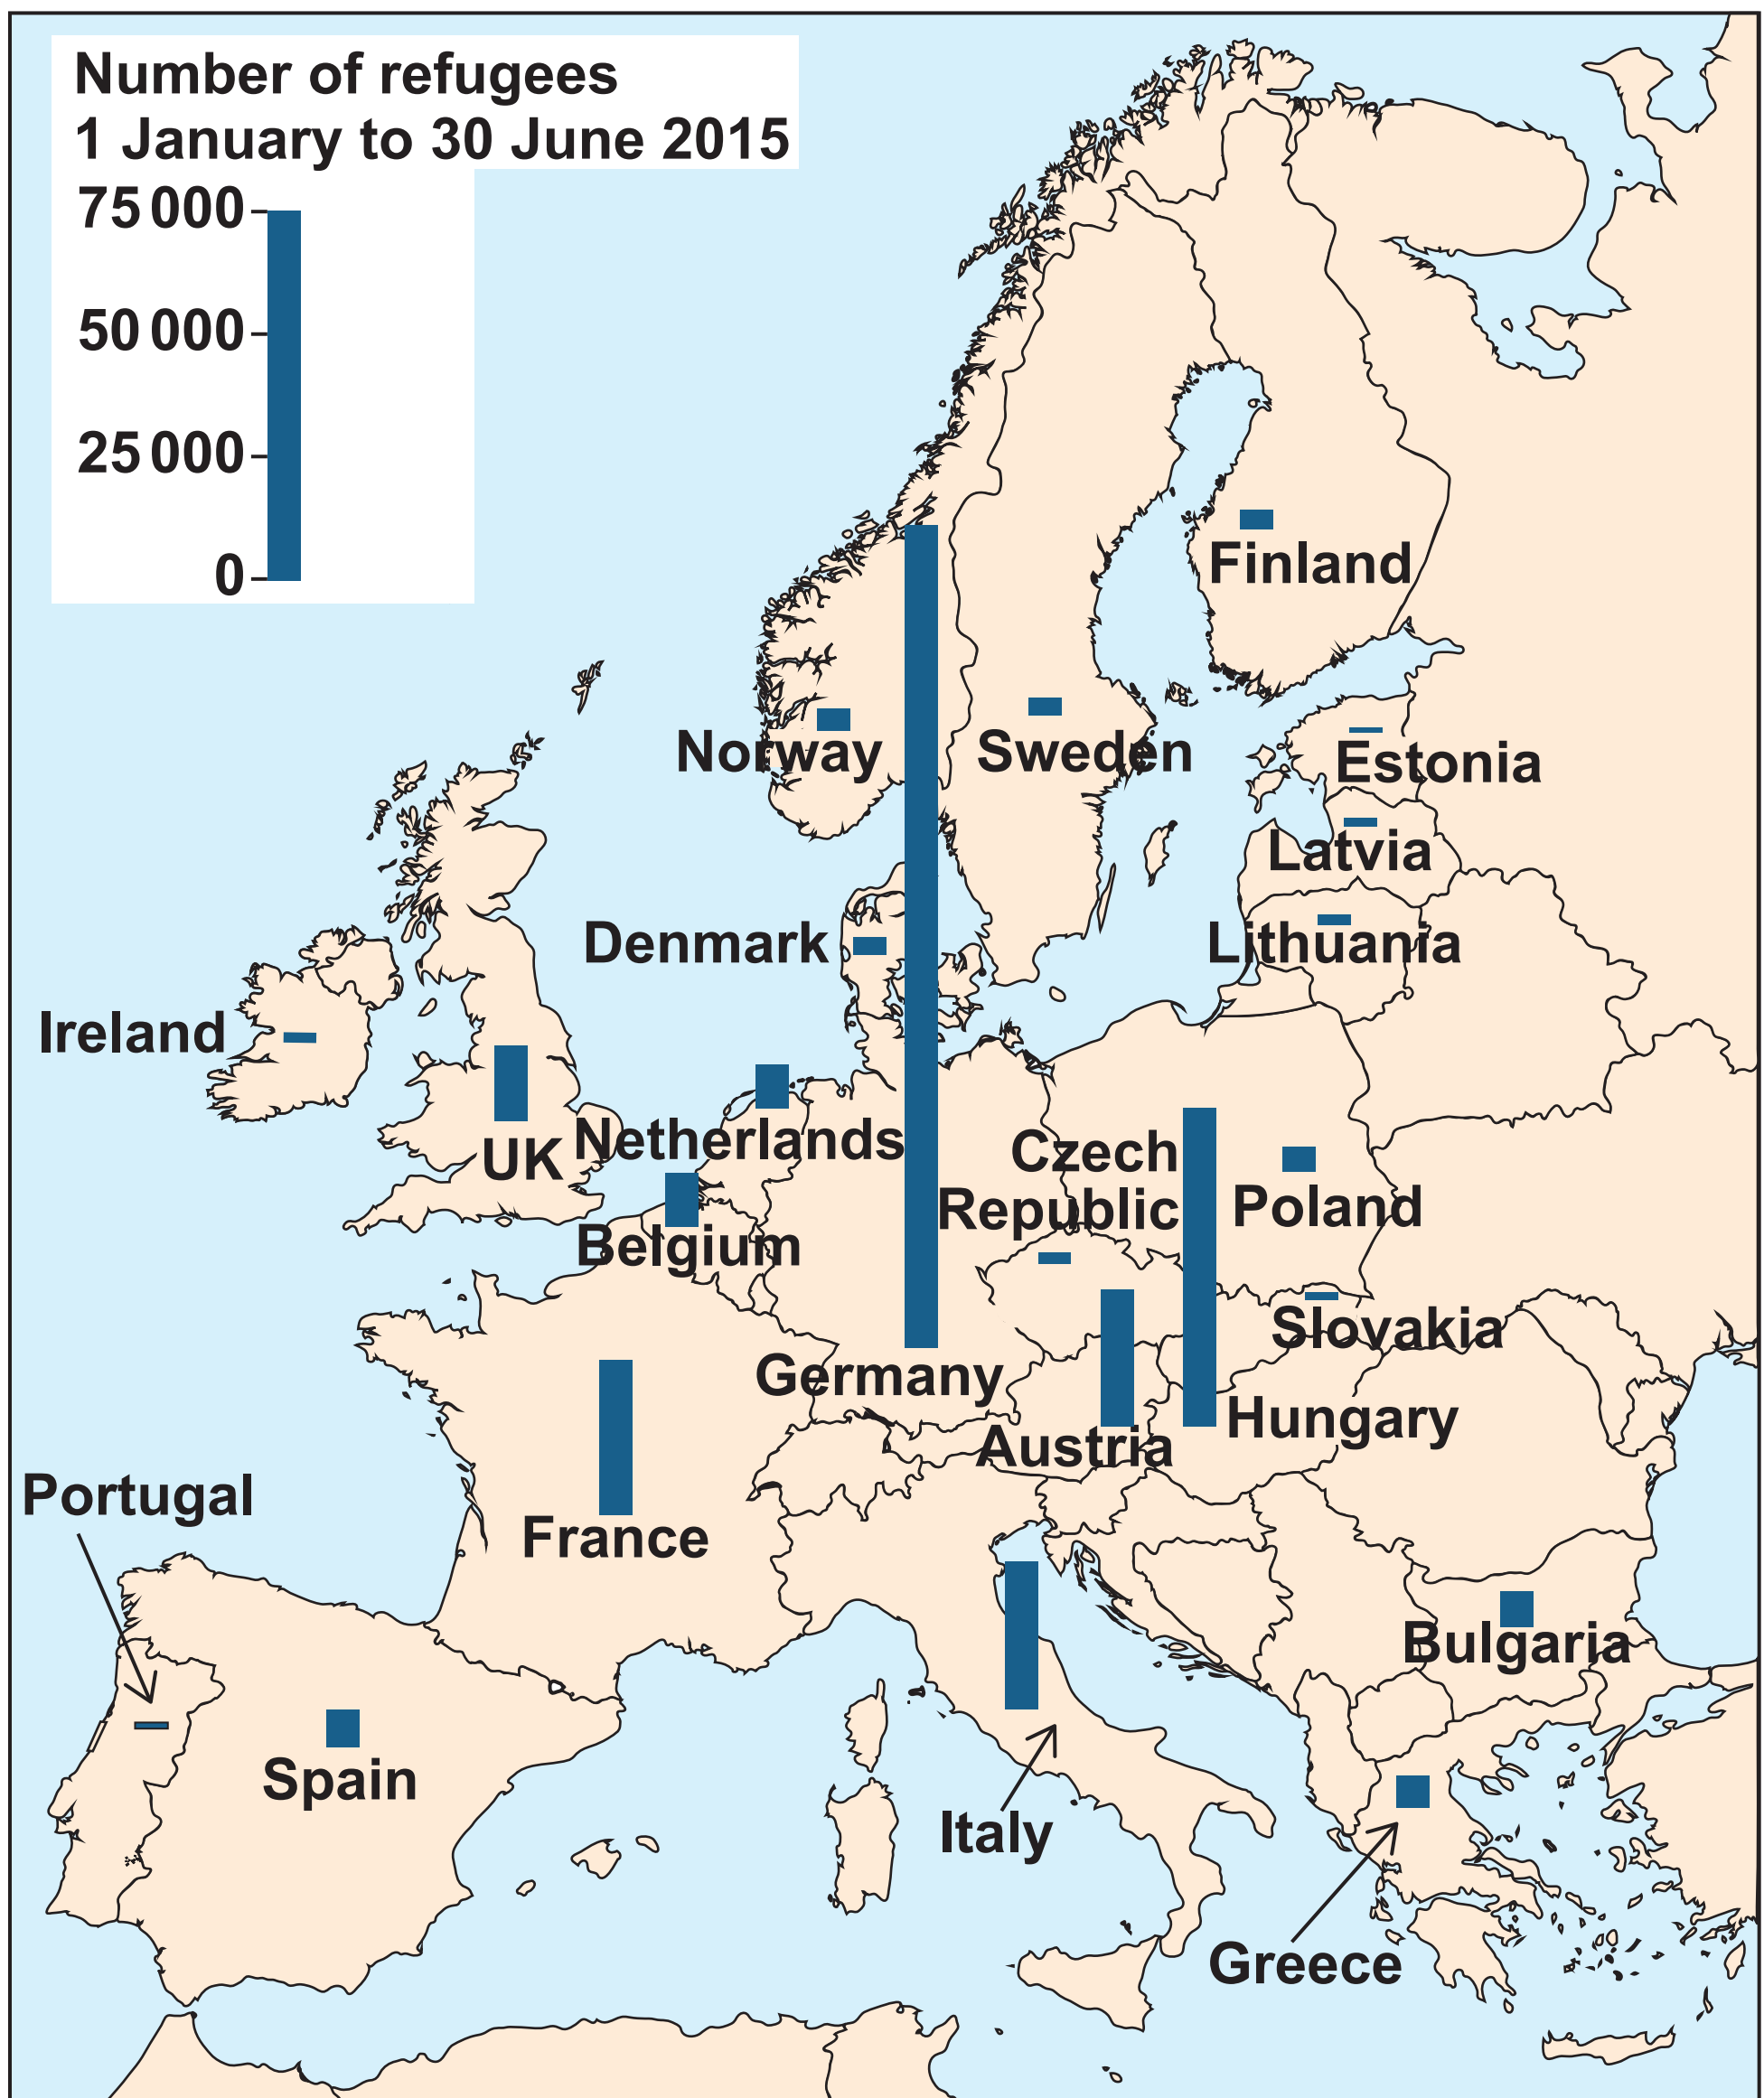 Number of refugees
1 January to 30 June 2015
75 000
50 000
25 000
0
Finland
Norway
Sweden
Estonia
Latvia
Denmark
Lithuania
Ireland
UK
Netherlands
Czech
Republic
Poland
Belgium
Slovakia
Germany
Hungary
Austria
Portugal
France
Bulgaria
Spain
Italy
Greece